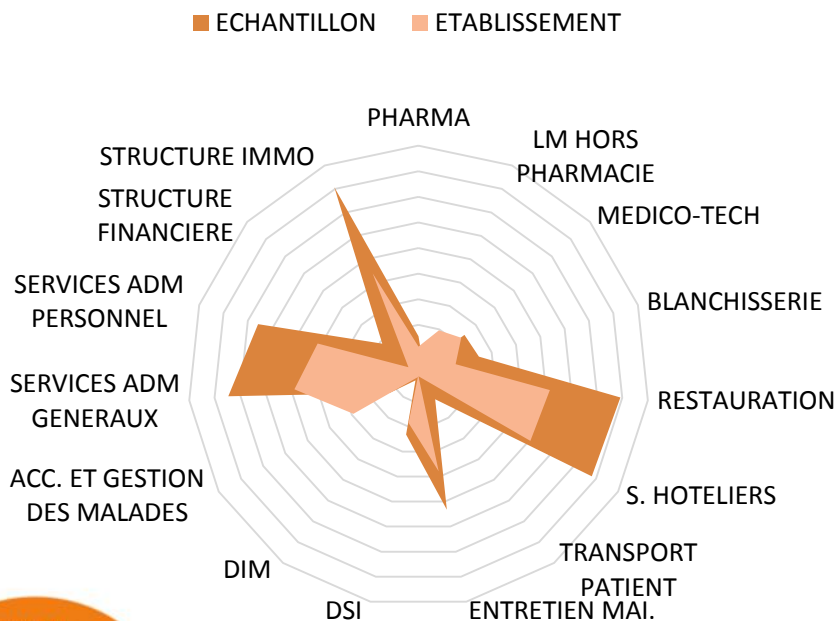 ECHANTILLON ETABLISSEMENT
PHARMA
LM HORS
PHARMACIE
MEDICO-TECH
BLANCHISSERIE
RESTAURATION
S. HOTELIERS
TRANSPORT
PATIENT
ENTRETIEN MAI.
DSI
DIM
ACC. ET GESTION
DES MALADES
SERVICES ADM
GENERAUX
SERVICES ADM
PERSONNEL
STRUCTURE
FINANCIERE
STRUCTURE IMMO